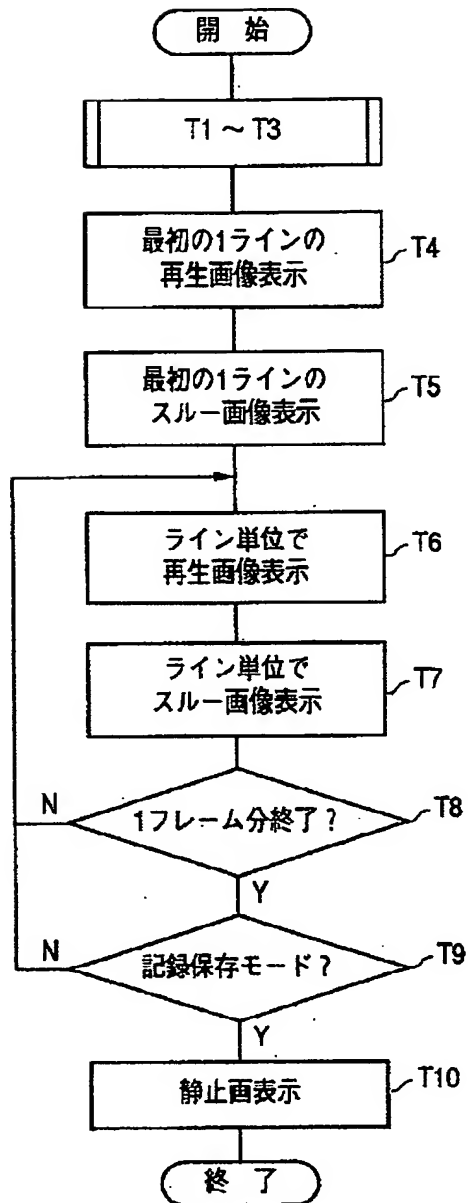 開 始
T1 ～ T3
最初の1ラインの
再生画像表示
T4
最初の1ラインの
スルー画像表示
T5
ライン単位で
再生画像表示
T6
ライン単位で
スルー画像表示
T7
N
1フレーム分終了?
T8
Y
N
記録保存モード?
T9
Y
静止画表示
T10
終 了